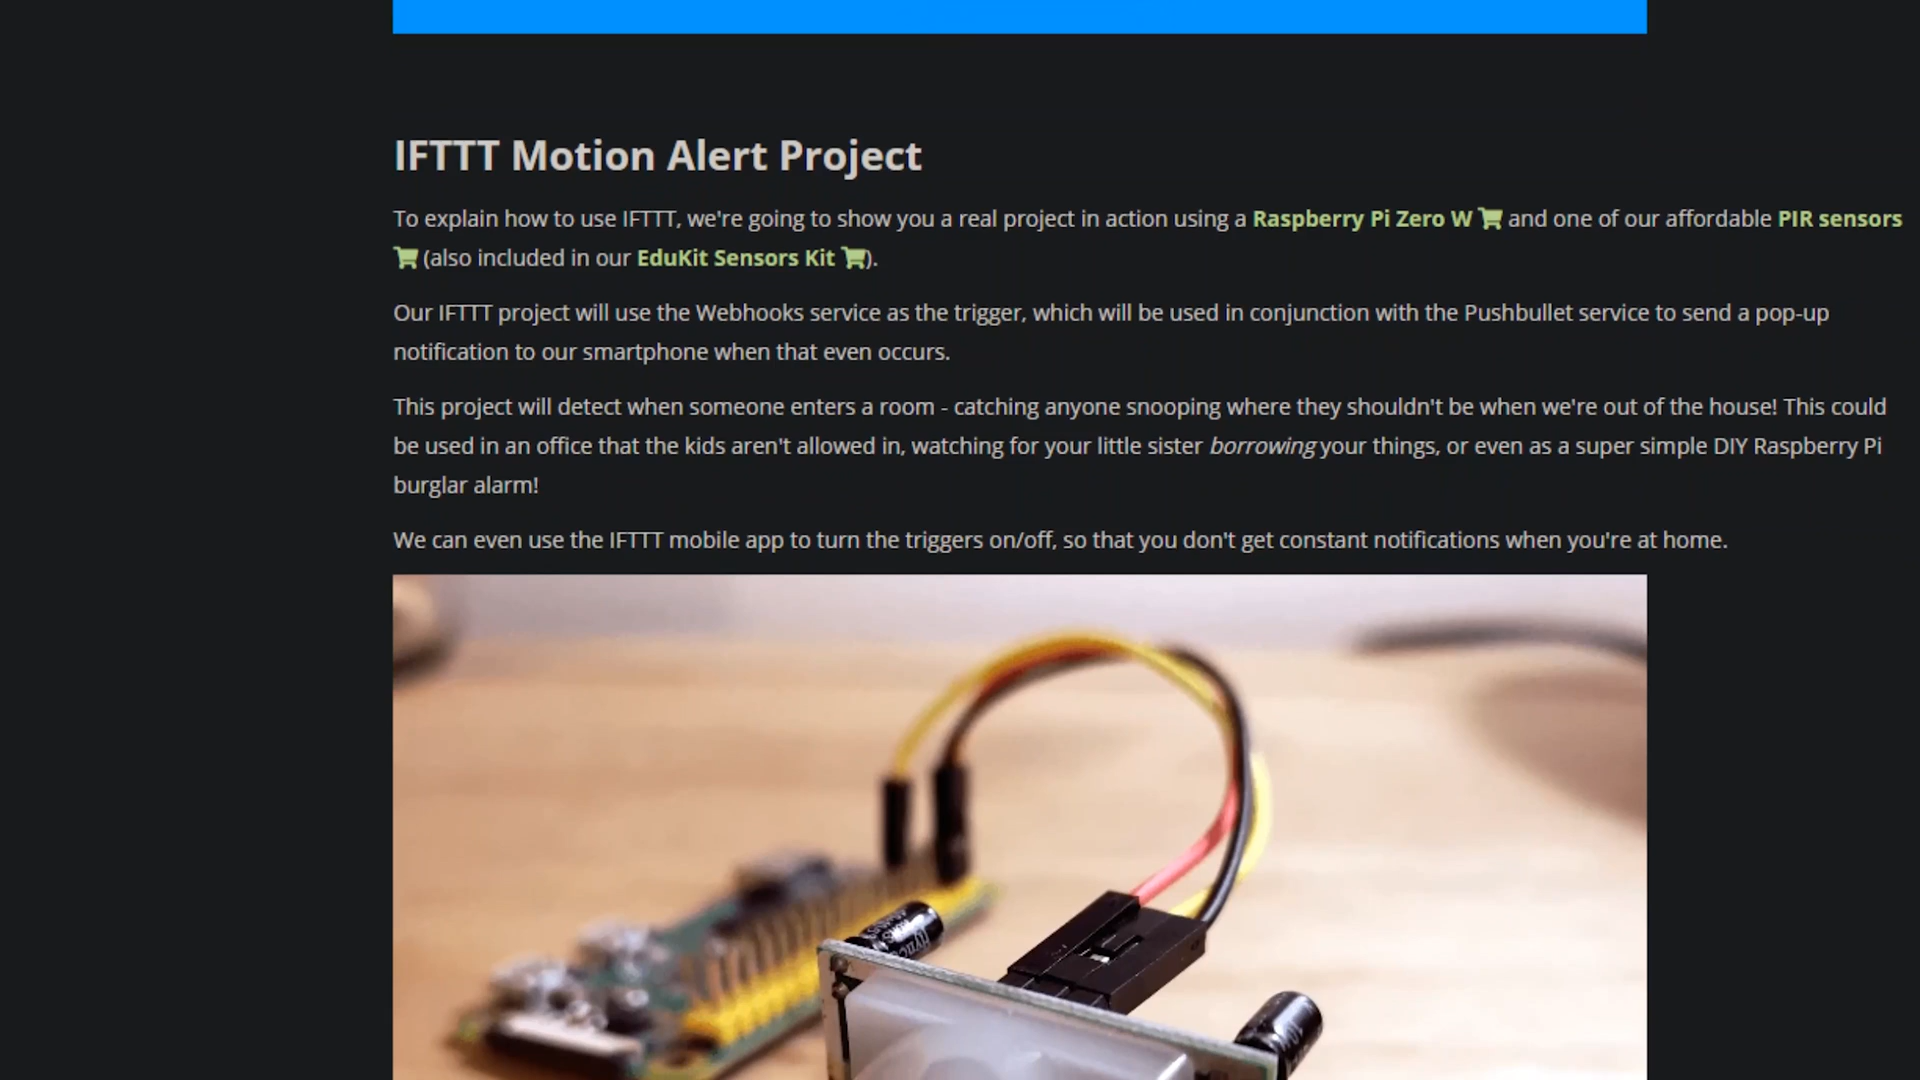 IFTTT Motion Alert Project
To explain how to use IFTTT, we're going to show you a real project in action using a Raspberry Pi Zero W and one of our affordable PIR sensors
(also included in our EduKit Sensors Kit ).
Our IFTTT project will use the Webhooks service as the trigger, which will be used in conjunction with the Pushbullet service to send a pop-up
notification to our smartphone when that even occurs.
This project will detect when someone enters a room - catching anyone snooping where they shouldn't be when we're out of the house! This could
be used in an office that the kids aren't allowed in, watching for your little sister borrowing your things, or even as a super simple DIY Raspberry Pi
burglar alarm!
We can even use the IFTTT mobile app to turn the triggers on/off, so that you don't get constant notifications when you're at home.